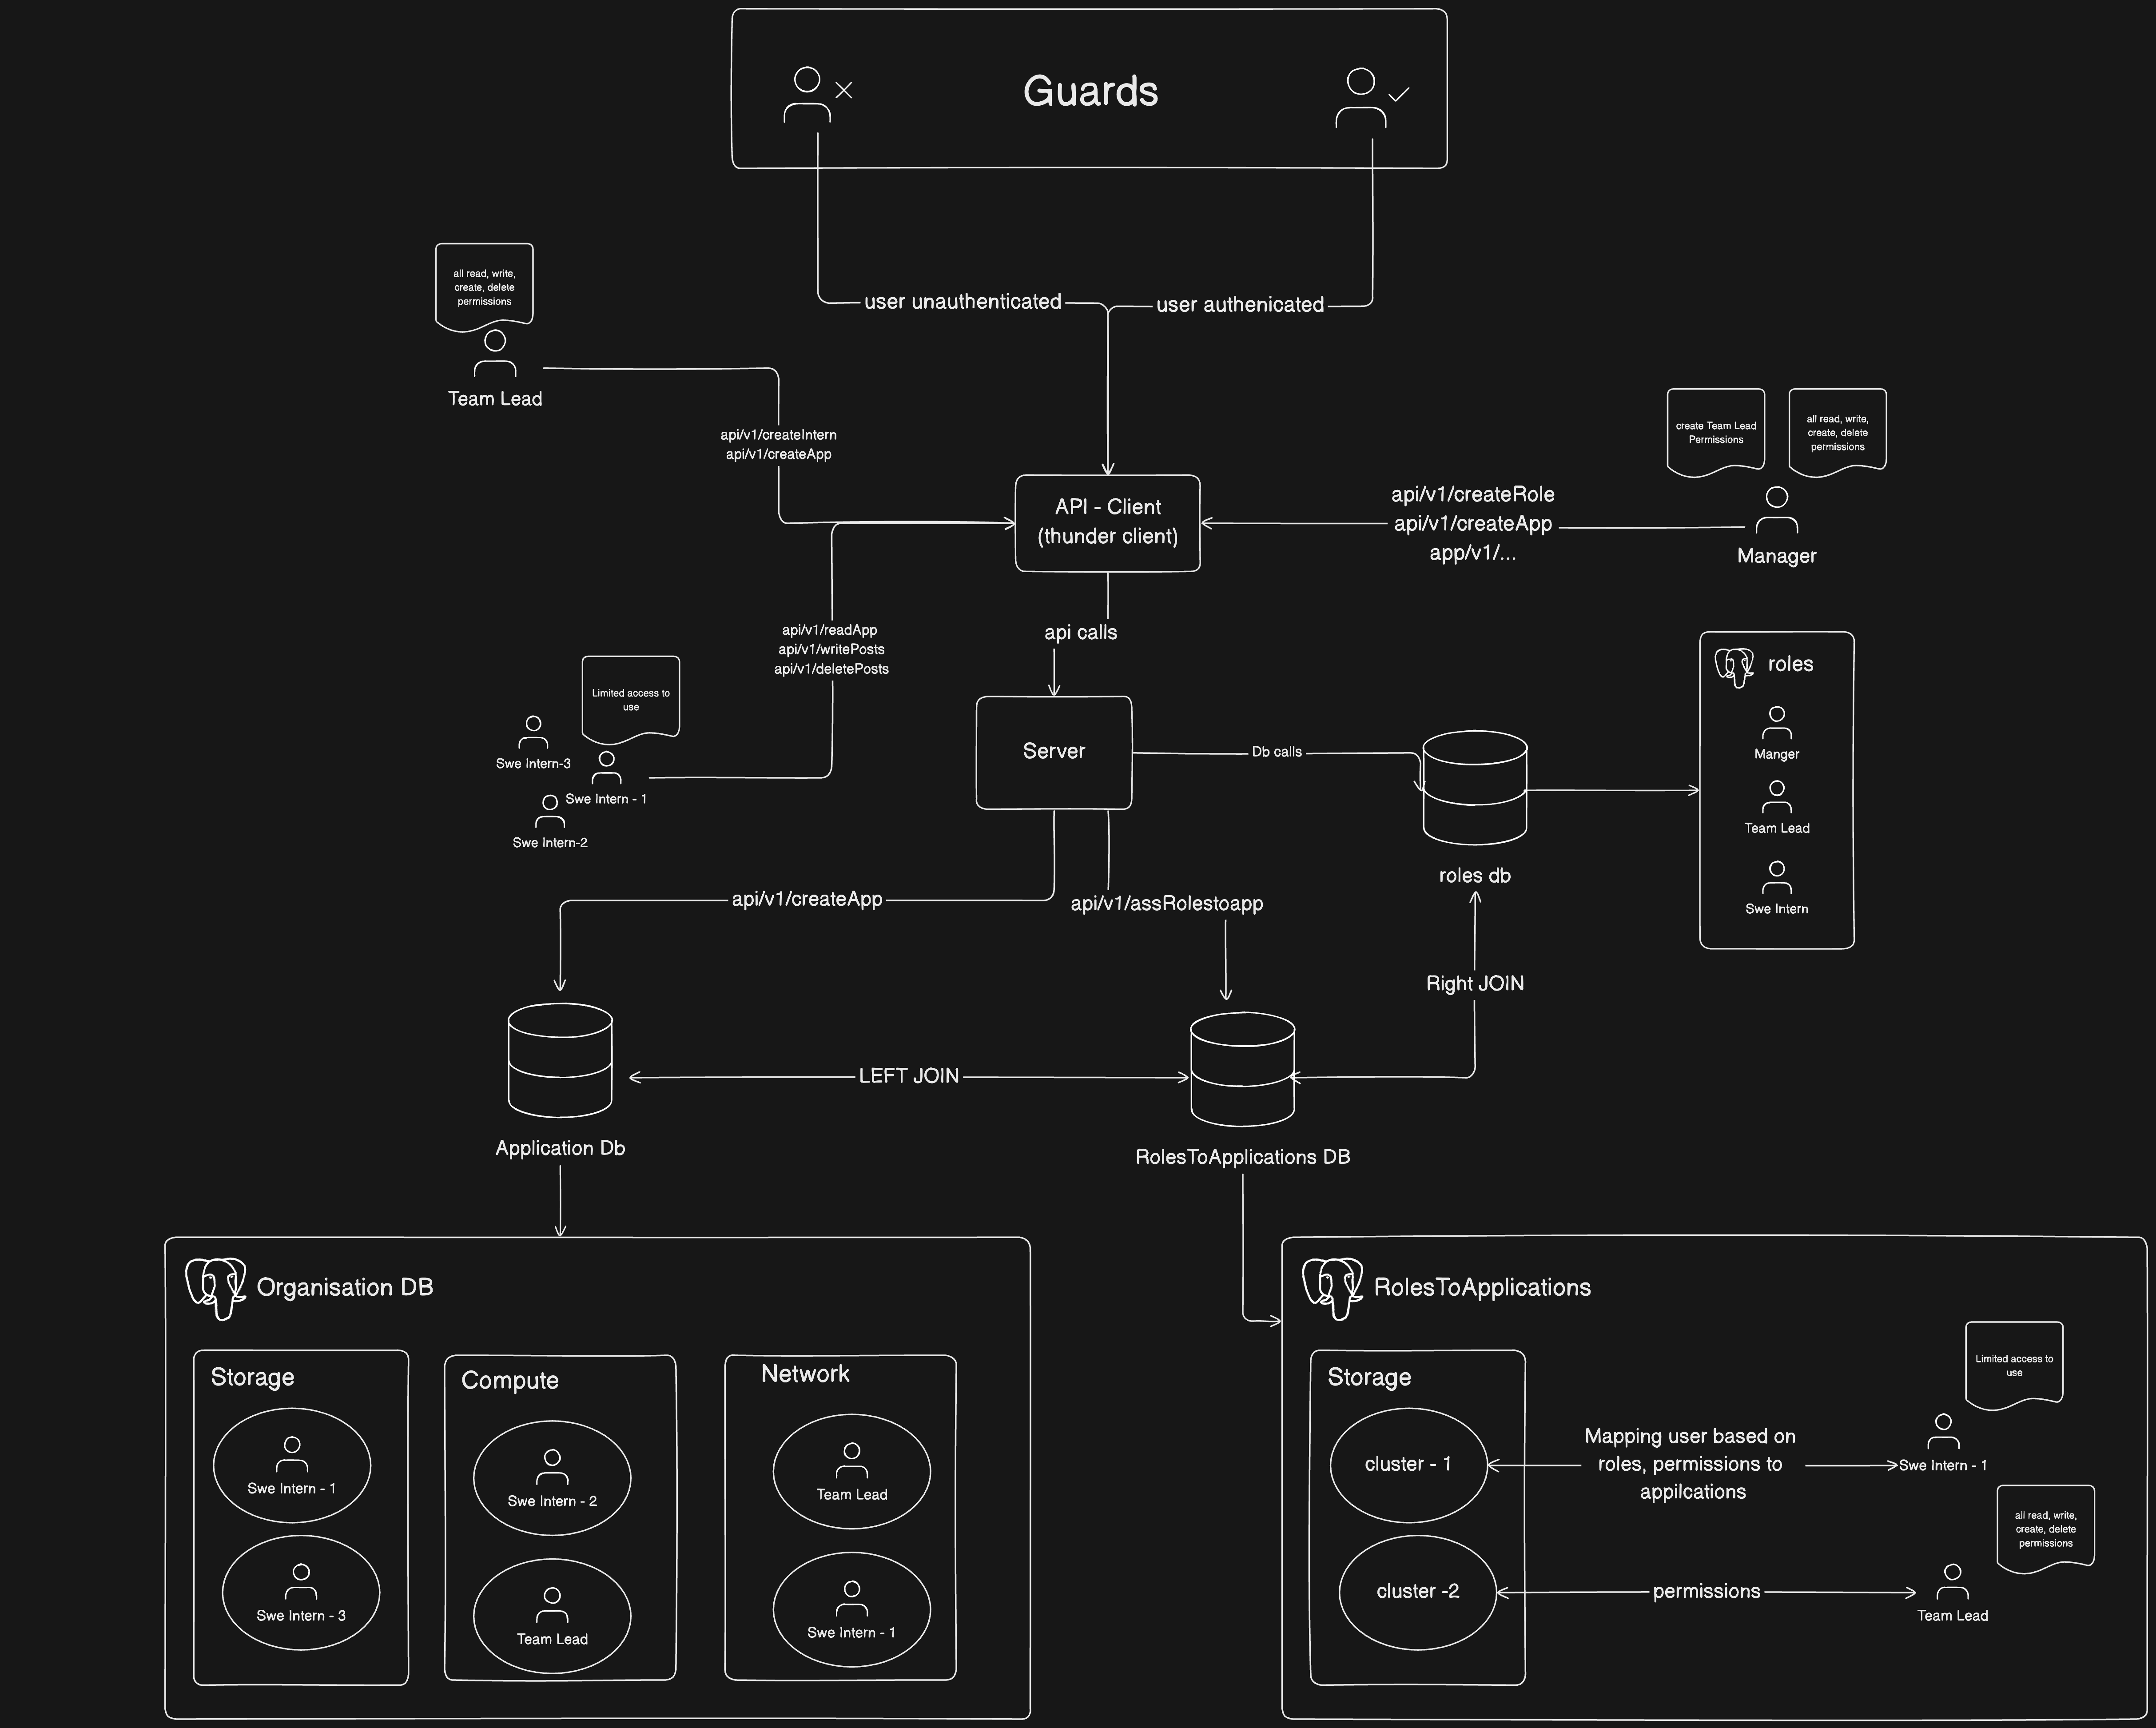 Guards
user unauthenticated
user authenicated
all read, write,
create, delete
permissions
Team Lead
api/v1/createIntern
api/v1/createApp
create Team Lead
Permissions
all read, write,
create, delete
permissions
Manager
api/v1/createRole
api/v1/createApp
app/v1/...
API - Client
(thunder client)
api/v1/readApp
api/v1/writePosts
api/v1/deletePosts
api calls
Limited access to
use
Swe Intern-3
Swe Intern - 1
Swe Intern-2
Server
Db calls
roles db
roles
Manger
Team Lead
Swe Intern
api/v1/createApp
api/v1/assRolestoapp
Right JOIN
LEFT JOIN
Application Db
RolesToApplications DB
Organisation DB
Storage
Swe Intern - 1
Swe Intern - 3
Compute
Swe Intern - 2
Team Lead
Network
Team Lead
Swe Intern - 1
RolesToApplications
Storage
cluster - 1
cluster -2
Mapping user based on
roles, permissions to
appilcations
Limited access to
use
Swe Intern - 1
permissions
all read, write,
create, delete
permissions
Team Lead